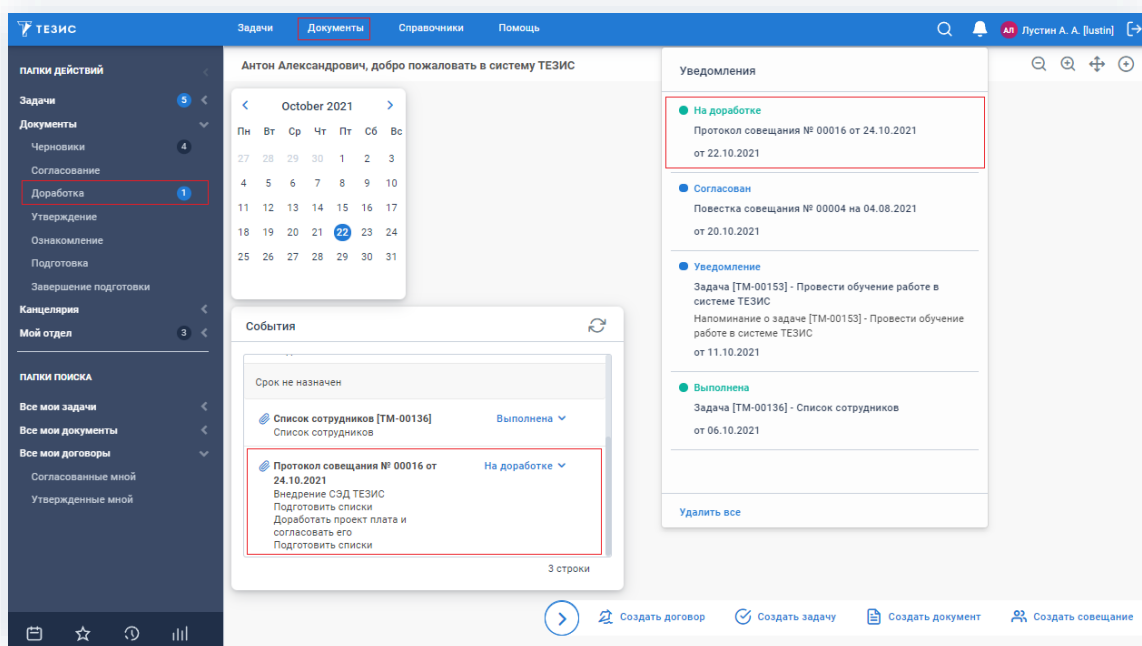 ТЕЗИС
Задачи Документы Справочники Помощь
АЛ Лустин А. А. [lustin]
ПАПКИ ДЕЙСТВИЙ
Задачи 5
Документы
Черновики 4
Согласование
Доработка 1
Утверждение
Ознакомление
Подготовка
Завершение подготовки
Канцелярия
Мой отдел 3
ПАПКИ ПОИСКА
Все мои задачи
Все мои документы
Все мои договоры
Согласованные мной
Утвержденные мной
Антон Александрович, добро пожаловать в систему ТЕЗИС
October 2021
Пн Вт Ср Чт Пт Сб Вс
27 28 29 30 1 2 3
4 5 6 7 8 9 10
11 12 13 14 15 16 17
18 19 20 21 22 23 24
25 26 27 28 29 30 31
События
Срок не назначен
Список сотрудников [ТМ-00136] Выполнена
Список сотрудников
Протокол совещания № 00016 от На доработке
24.10.2021
Внедрение СЭД ТЕЗИС
Подготовить списки
Доработать проект плата и
согласовать его
Подготовить списки
3 строки
Уведомления
На доработке
Протокол совещания № 00016 от 24.10.2021
от 22.10.2021
Согласован
Повестка совещания № 00004 на 04.08.2021
от 20.10.2021
Уведомление
Задача [ТМ-00153] - Провести обучение работе в
системе ТЕЗИС
Напоминание о задаче [ТМ-00153] - Провести обучение
работе в системе ТЕЗИС
от 11.10.2021
Выполнена
Задача [ТМ-00136] - Список сотрудников
от 06.10.2021
Удалить все
Создать договор Создать задачу Создать документ Создать совещание